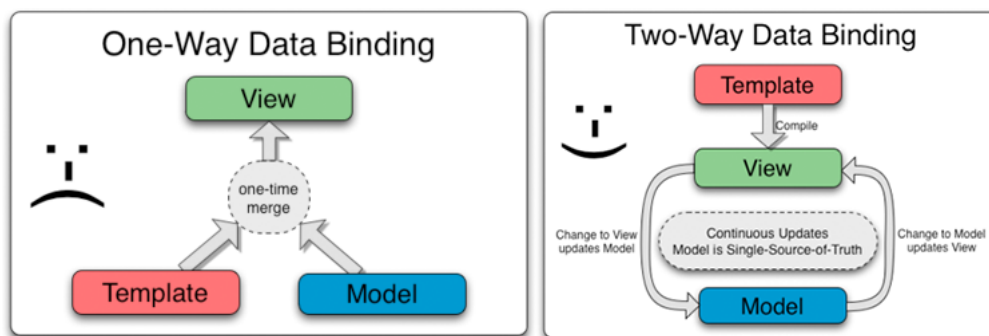 One-Way Data Binding
View
one-time
merge
Template
Model
Two-Way Data Binding
Template
Compile
View
Change to View
updates Model
Continuous Updates
Model is Single-Source-of-Truth
Change to Model
updates View
Model